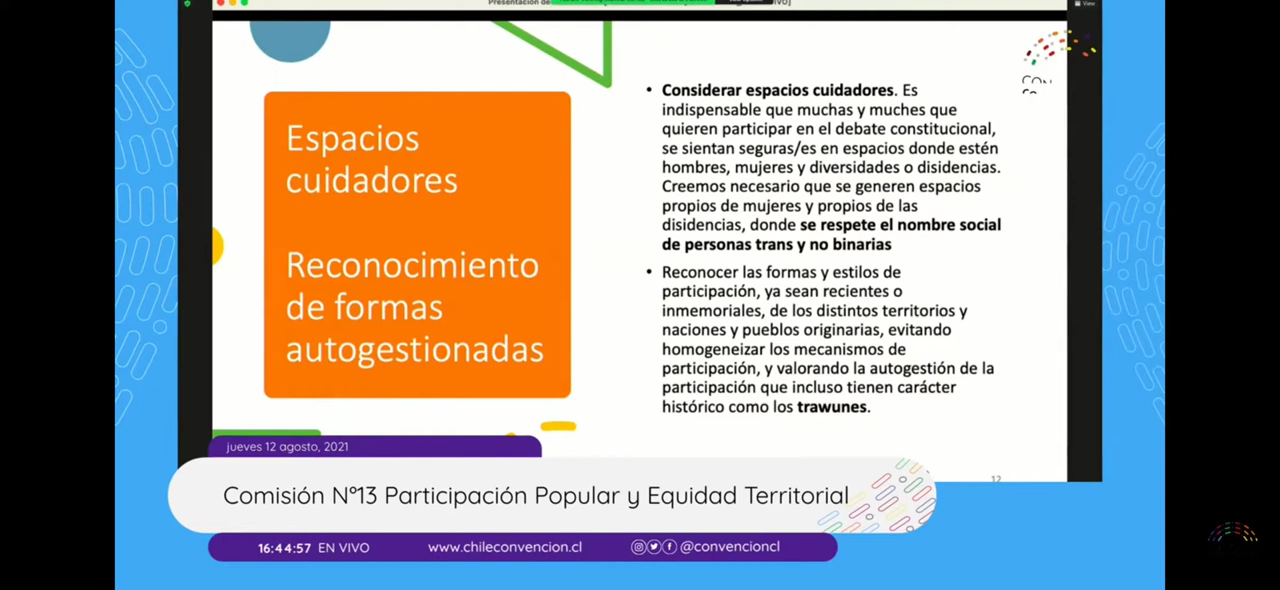 Presentación de
View
CON
Espacios
cuidadores
Reconocimiento
de formas
autogestionadas
• Considerar espacios cuidadores. Es
indispensable que muchas y muches que
quieren participar en el debate constitucional,
se sientan seguras/es en espacios donde estén
hombres, mujeres y diversidades o disidencias.
Creemos necesario que se generen espacios
propios de mujeres y propios de las
disidencias, donde se respete el nombre social
de personas trans y no binarias
• Reconocer las formas y estilos de
participación, ya sean recientes o
inmemoriales, de los distintos territorios y
naciones y pueblos originarias, evitando
homogeneizar los mecanismos de
participación, y valorando la autogestión de la
participación que incluso tienen carácter
histórico como los trawunes.
12
jueves 12 agosto, 2021
Comisión N°13 Participación Popular y Equidad Territorial
16:44:57 EN VIVO www.chileconvencion.cl @convencioncl